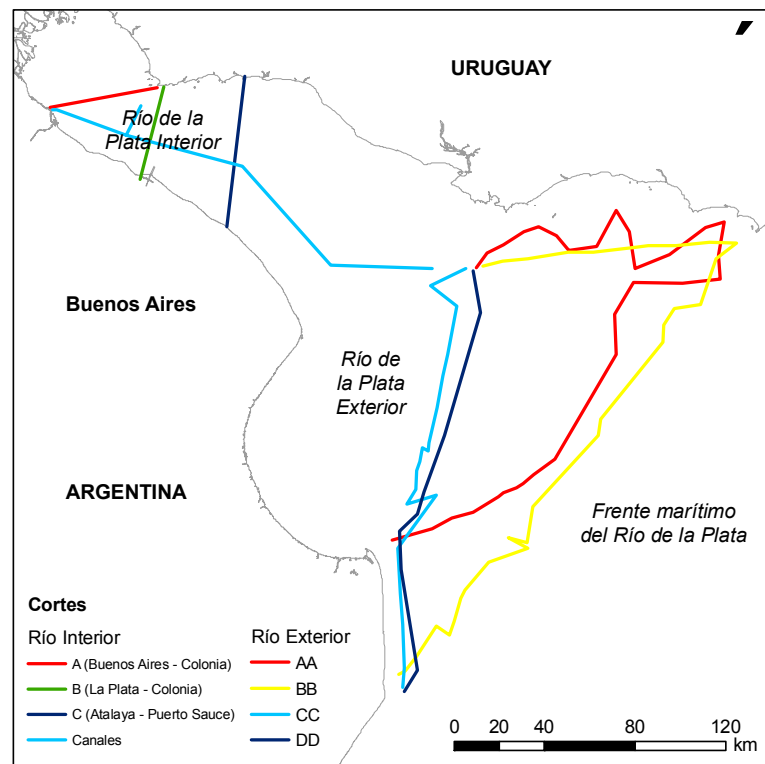 URUGUAY
Río de la
Plata Interior
Buenos Aires
Río de
la Plata
Exterior
ARGENTINA
Frente marítimo
del Río de la Plata
Cortes
Río Interior
A (Buenos Aires - Colonia)
B (La Plata - Colonia)
C (Atalaya - Puerto Sauce)
Canales
Río Exterior
AA
BB
CC
DD
0 20 40 80 120
km